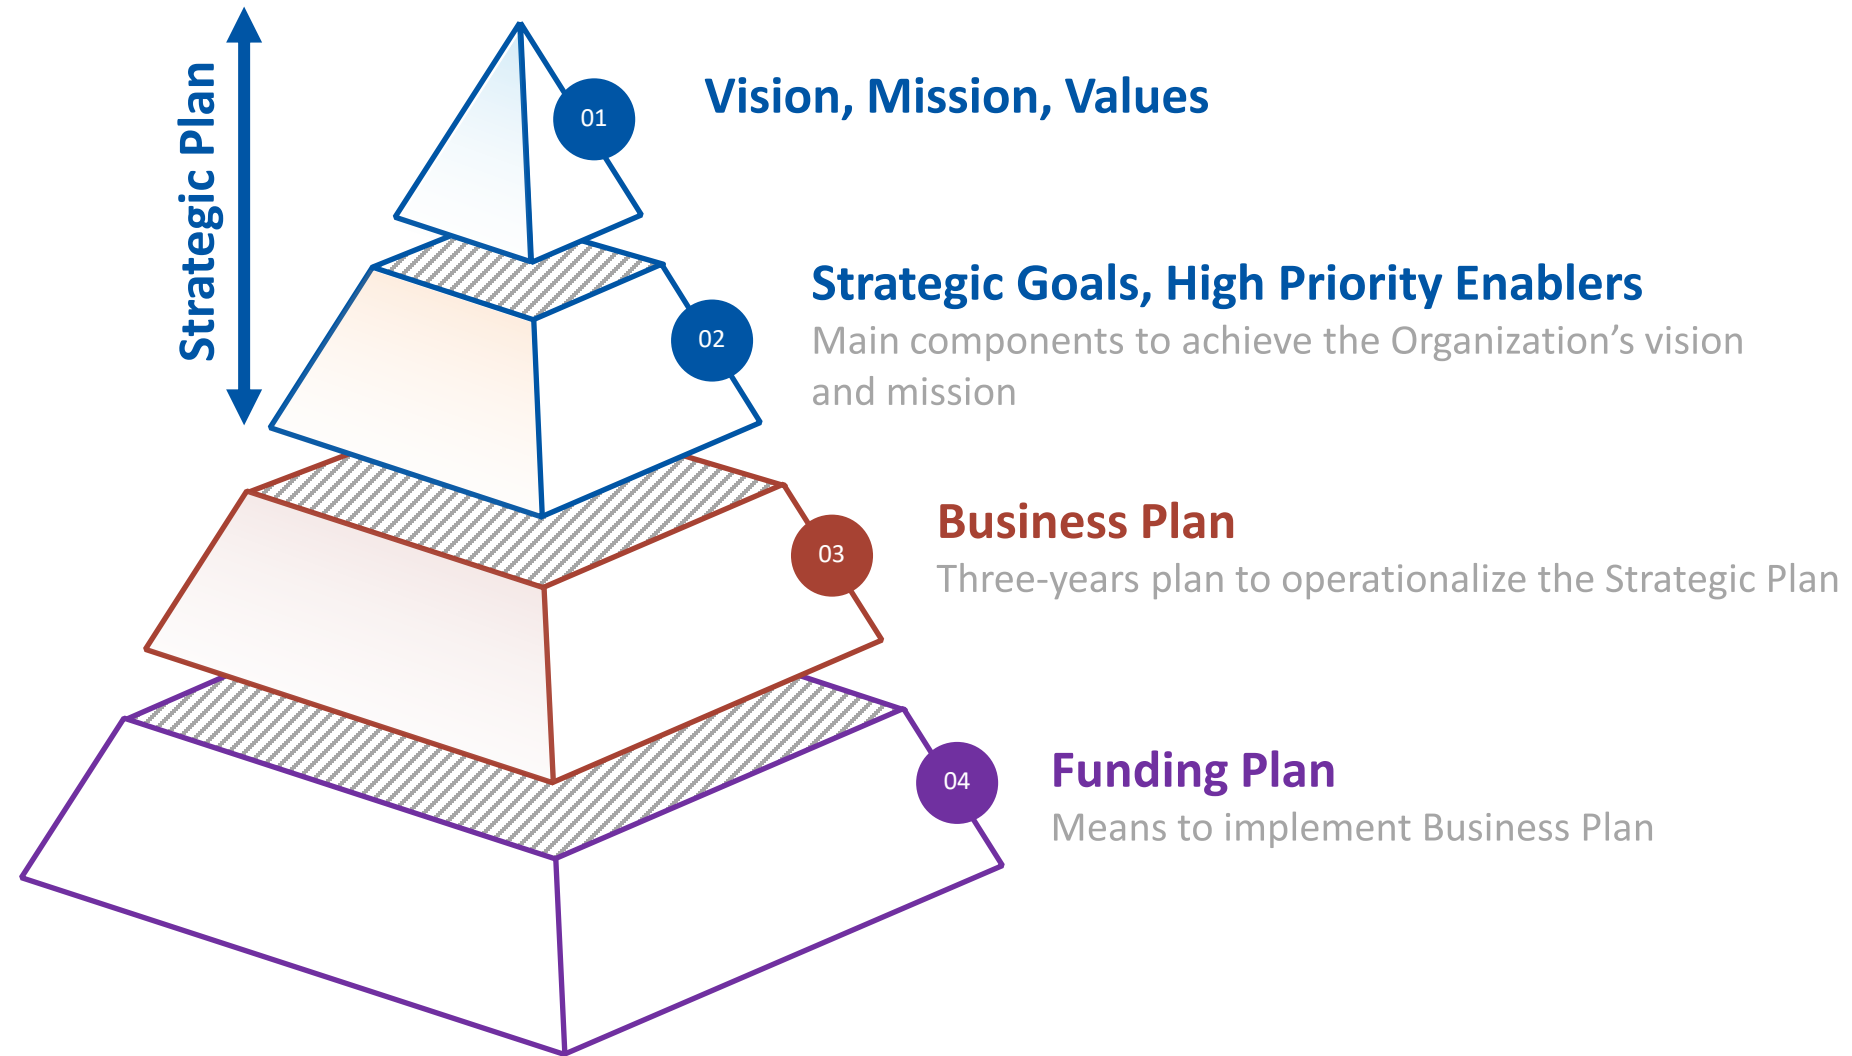 Strategic Plan
01
Vision, Mission, Values
02
Strategic Goals, High Priority Enablers
Main components to achieve the Organization’s vision
and mission
03
Business Plan
Three-years plan to operationalize the Strategic Plan
04
Funding Plan
Means to implement Business Plan